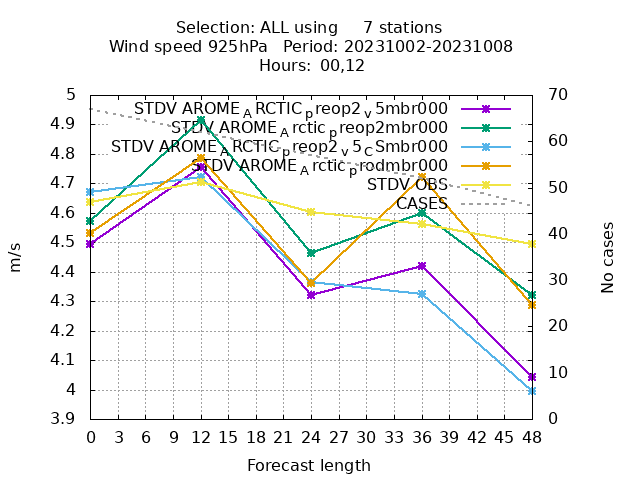 Selection: ALL using 7 stations
Wind speed 925hPa Period: 20231002-20231008
Hours: 00,12
STDV AROME_ARCTIC_preop2_v5mbr000
STDV AROME_Arctic_preop2mbr000
STDV AROME_ARCTIC_preop2_v5_CSmbr000
STDV AROME_Arctic_prodmbr000
STDV OBS
CASES
5
4.9
4.8
4.7
4.6
4.5
4.4
4.3
4.2
4.1
4
3.9
m/s
70
60
50
40
30
20
10
0
No cases
0 3 6 9 12 15 18 21 24 27 30 33 36 39 42 45 48
Forecast length